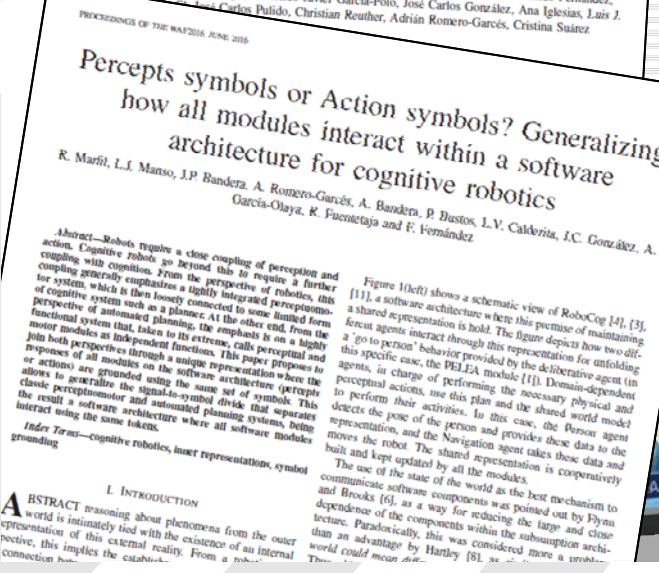 García-Polo, José Carlos González, Ana Iglesias, Luis J.
José Carlos Pulido, Christian Reuther, Adrián Romero-Garcés, Cristina Suárez
PROCEEDINGS OF THE WAF2016, JUNE 2016
Percepts symbols or Action symbols? Generalizing
how all modules interact within a software
architecture for cognitive robotics
R. Marfil, L.J. Manso, J.P. Bandera, A. Romero-Garcés, A. Bandera, P. Bustos, L.V. Calderita, J.C. González, A.
García-Olaya, R. Fuentetaja and F. Fernández
Abstract—Robots require a close coupling of perception and
action. Cognitive robots go beyond this to require a further
coupling with cognition. From the perspective of robotics, this
coupling generally emphasizes a tightly integrated perceptuomo-
tor system, which is then loosely connected to some limited form
of cognitive system such as a planner. At the other end, from the
perspective of automated planning, the emphasis is on a highly
functional system that, taken to its extreme, calls perceptual and
motor modules as independent functions. This paper proposes to
join both perspectives through a unique representation where the
responses of all modules on the software architecture (percepts
or actions) are grounded using the same set of symbols. This
allows to generalize the signal-to-symbol divide that separates
classic perceptuomotor and automated planning systems, being
the result a software architecture where all software modules
interact using the same tokens.
Index Terms—cognitive robotics, inner representations, symbol
grounding
I. INTRODUCTION
ABSTRACT reasoning about phenomena from the outer
world is intimately tied with the existence of an internal
representation of this external reality. From a
pective, this implies the
connection
Figure 1(left) shows a schematic view of RoboCog [4], [3],
[11], a software architecture where this premise of maintaining
a shared representation is hold. The figure depicts how two dif-
ferent agents interact through this representation for unfolding
a 'go to person' behavior provided by the deliberative agent (in
this specific case, the PELEA module [1]). Domain-dependent
agents, in charge of performing the necessary physical and
perceptual actions, use this plan and the shared world model
to perform their activities. In this case, the Person agent
detects the pose of the person and provides these data to the
representation, and the Navigation agent takes these data and
moves the robot. The shared representation is cooperatively
built and kept updated by all the modules.
The use of the state of the world as the best mechanism to
communicate software components was pointed out by Flynn
and Brooks [6], as a way for reducing the large and close
dependence of the components within the subsumption archi-
tecture. Paradoxically, this was considered more a problem
than an advantage by Hartley [8], as
world could mean